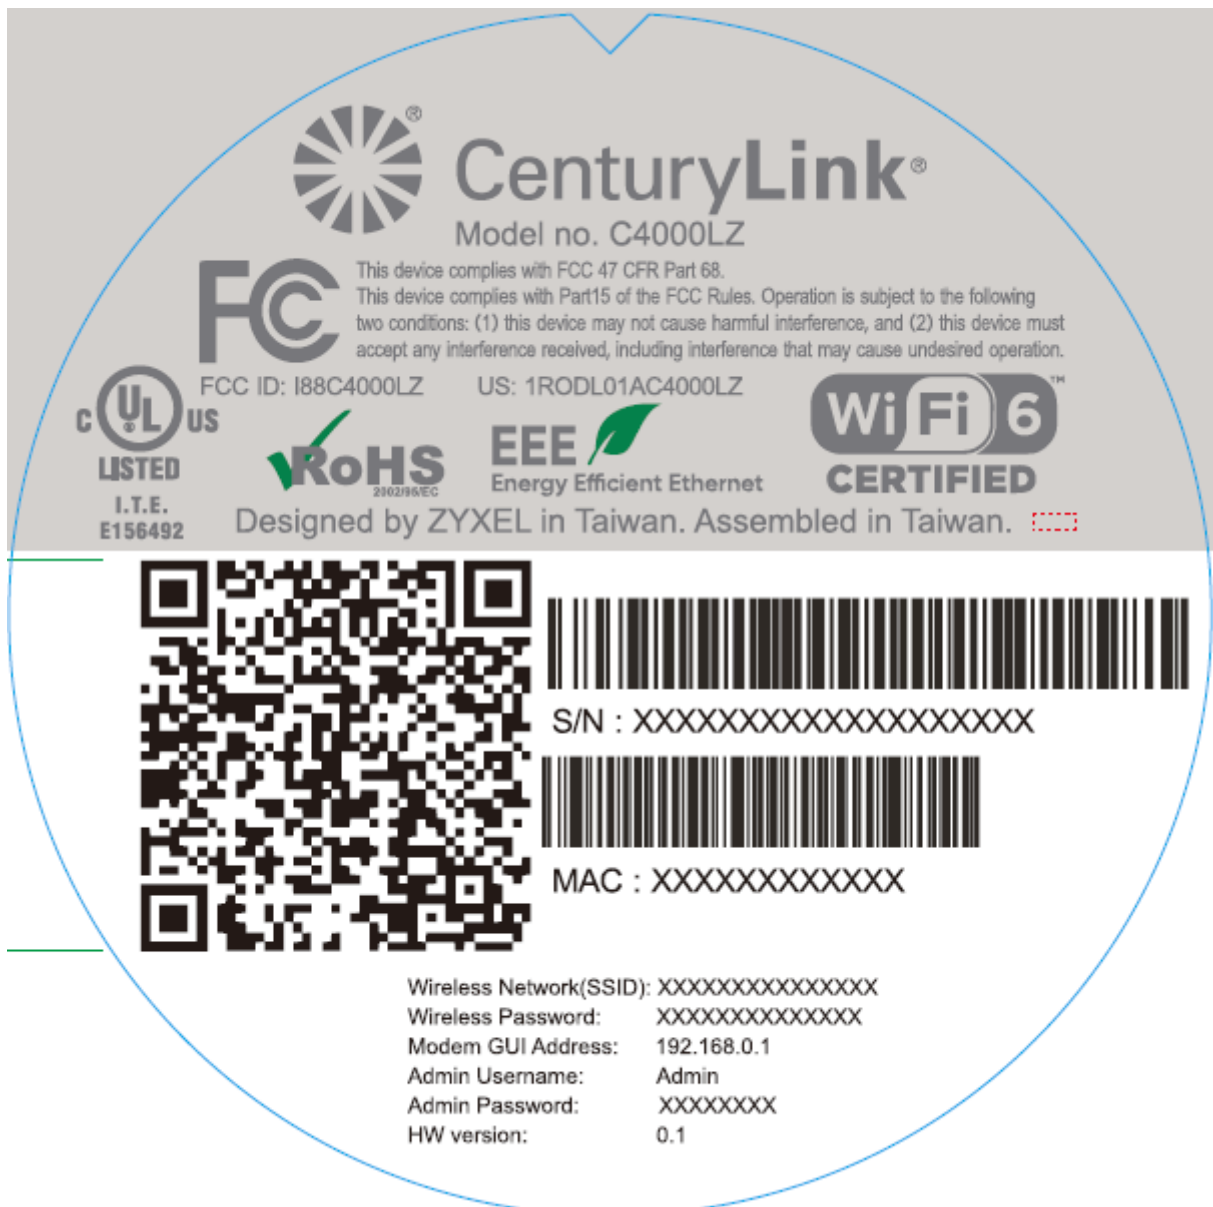 CenturyLink®
Model no. C4000LZ
FC
This device complies with FCC 47 CFR Part 68.
This device complies with Part15 of the FCC Rules. Operation is subject to the following
two conditions: (1) this device may not cause harmful interference, and (2) this device must
accept any interference received, including interference that may cause undesired operation.
FCC ID: I88C4000LZ US: 1RODL01AC4000LZ
C UL® US
LISTED
I.T.E.
E156492
RoHS
2002/95/EC
EEE
Energy Efficient Ethernet
Wi Fi 6™
CERTIFIED
Designed by ZYXEL in Taiwan. Assembled in Taiwan.
S/N : XXXXXXXXXXXXXXXXXXX
MAC : XXXXXXXXXXXX
Wireless Network(SSID): XXXXXXXXXXXXXXX
Wireless Password: XXXXXXXXXXXXXX
Modem GUI Address: 192.168.0.1
Admin Username: Admin
Admin Password: XXXXXXXX
HW version: 0.1